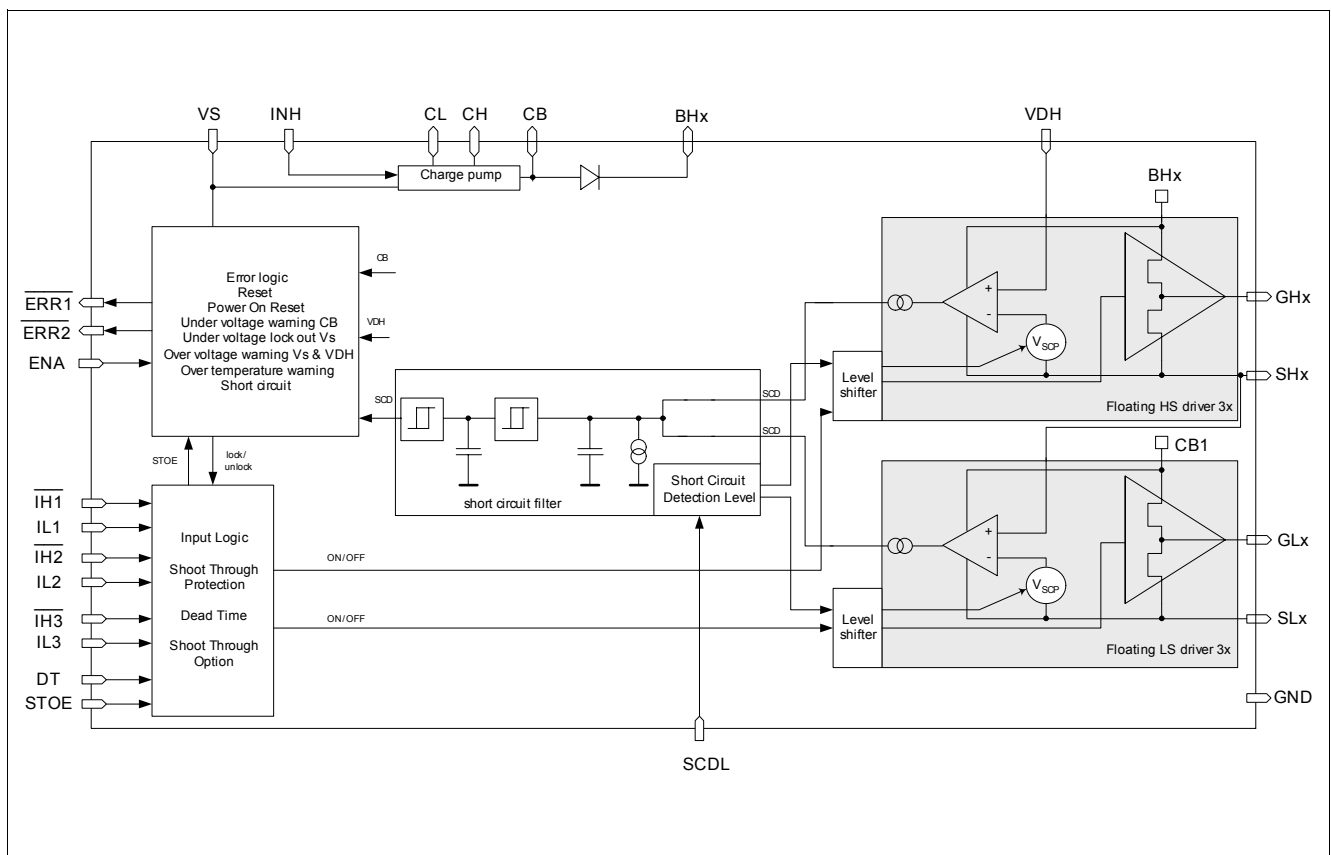 VS
INH
CL
CH
CB
BHx
VDH
Charge pump
BHx
Error logic
Reset
Power On Reset
Under voltage warning CB
Under voltage lock out Vs
Over voltage warning Vs & VDH
Over temperature warning
Short circuit
CB
VDH
ERR1
ERR2
ENA
+
-
VSCP
GHx
SHx
Level
shifter
Floating HS driver 3x
SCD
SCD
SCD
Short Circuit
Detection Level
short circuit filter
STOE
lock/
unlock
CB1
IH1
IL1
IH2
IL2
IH3
IL3
DT
STOE
Input Logic
Shoot Through
Protection
Dead Time
Shoot Through
Option
ON/OFF
ON/OFF
+
-
VSCP
GLx
SLx
Level
shifter
Floating LS driver 3x
GND
SCDL